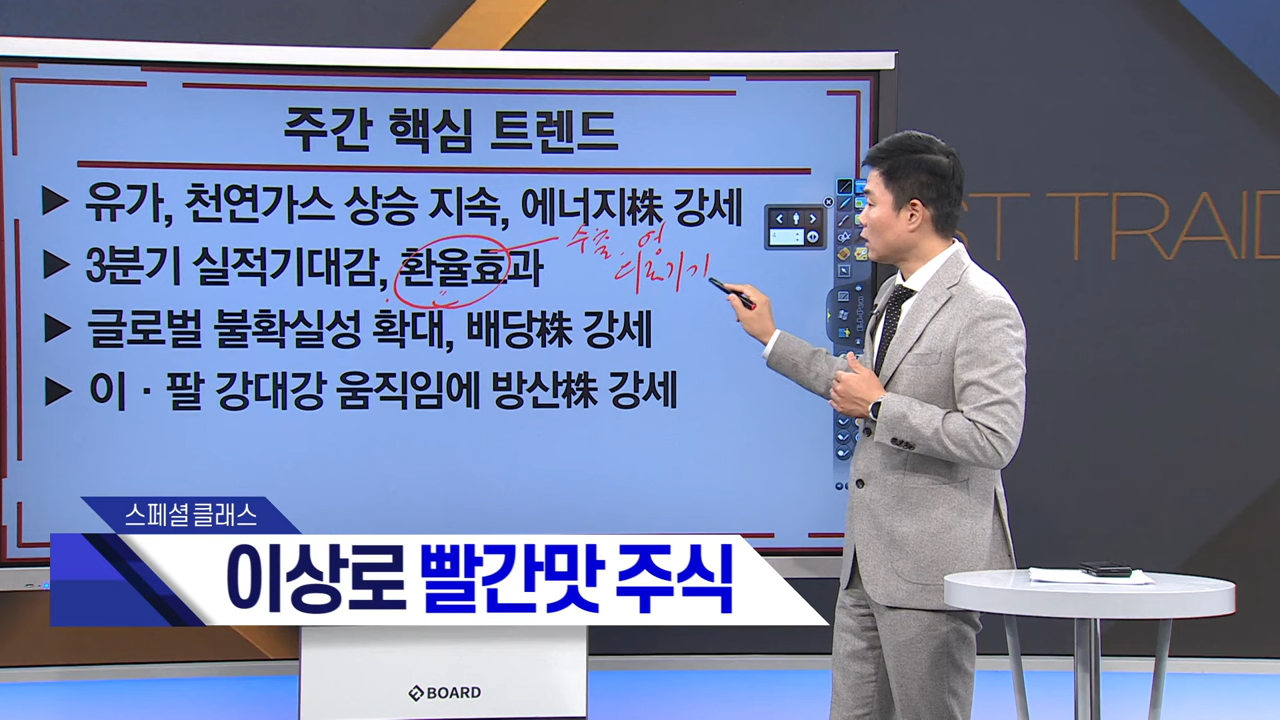 주간 핵심 트렌드
▶ 유가, 천연가스 상승 지속, 에너지株 강세
▶ 3분기 실적기대감, 환율효과
수출
▶ 글로벌 불확실성 확대, 배당株 강세
▶ 이 · 팔 강대강 움직임에 방산株 강세
ST TRAID
스페셜 클래스
이상로 빨간맛 주식
BOARD